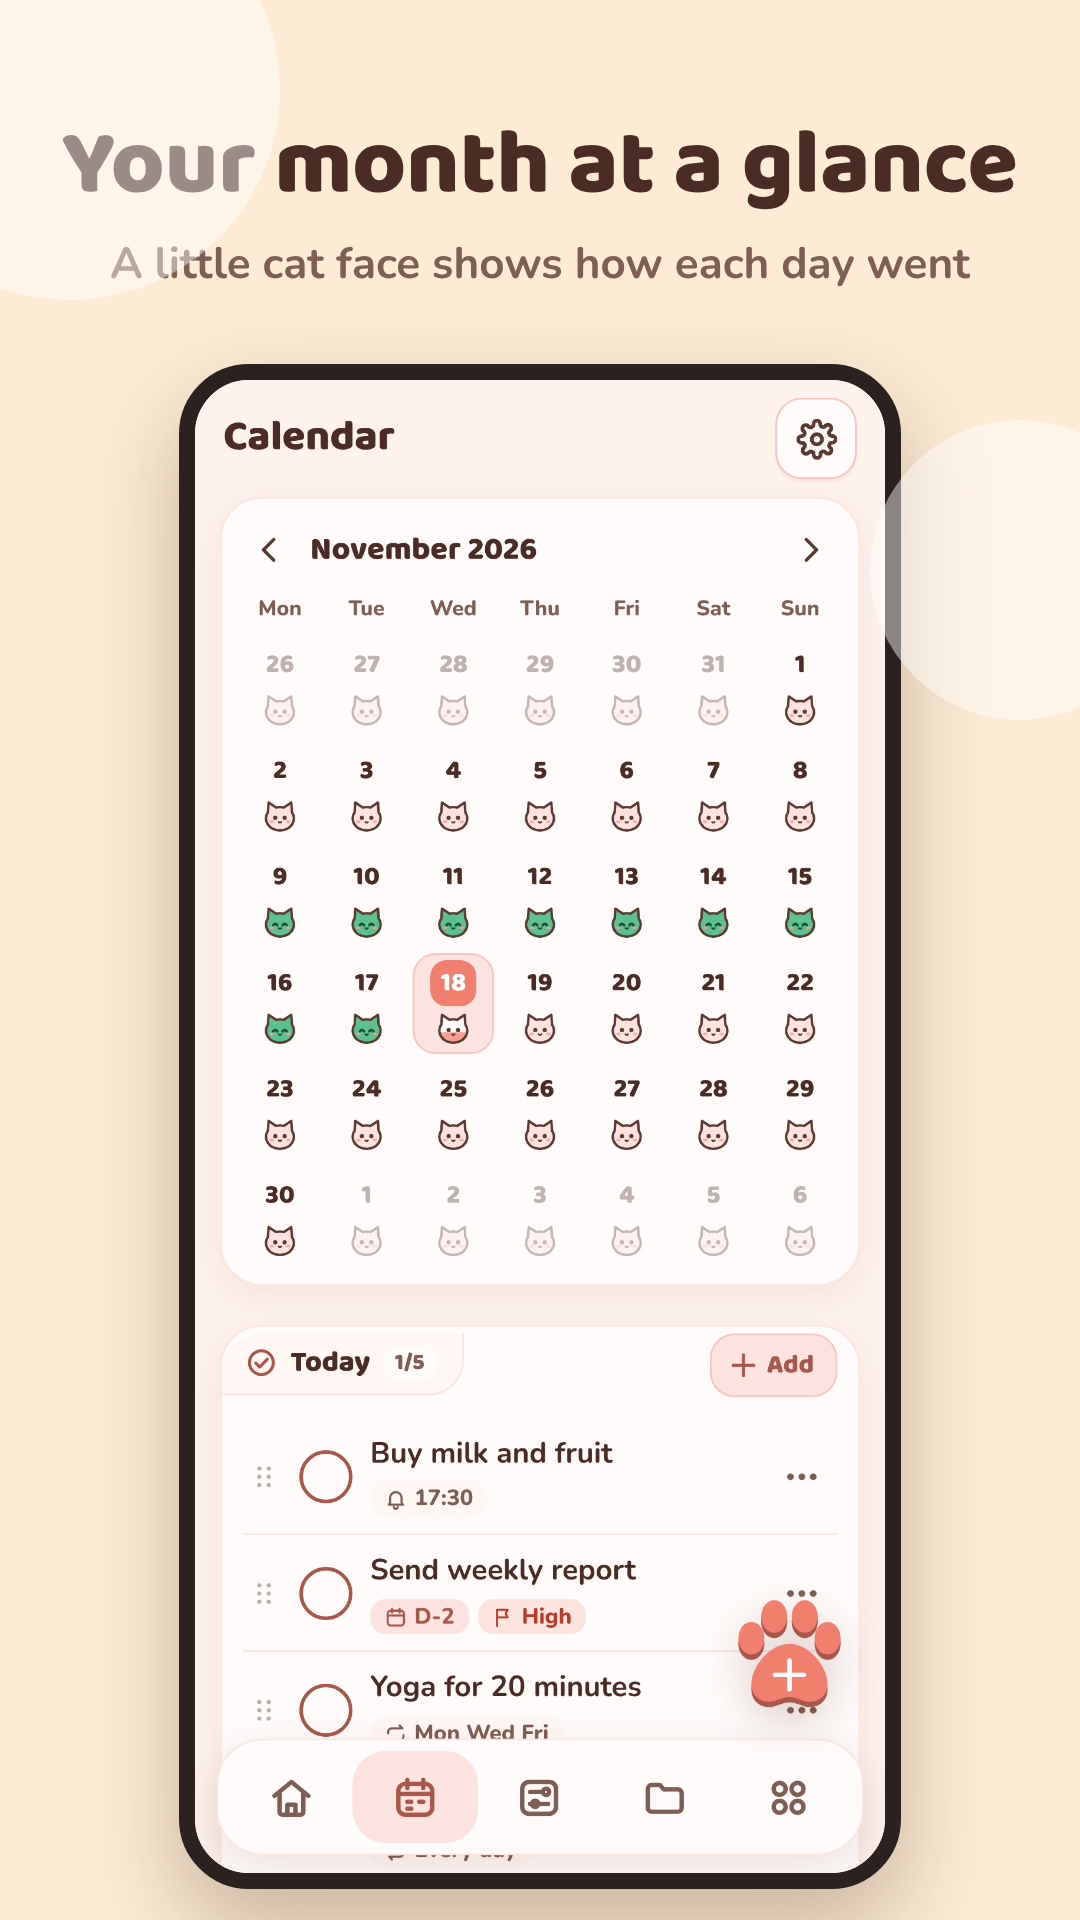 Your month at a glance
A little cat face shows how each day went
Calendar
November 2026
Mon Tue Wed Thu Fri Sat Sun
26 27 28 29 30 31 1
2 3 4 5 6 7 8
9 10 11 12 13 14 15
16 17 18 19 20 21 22
23 24 25 26 27 28 29
30 1 2 3 4 5 6
Today 1/5
Add
Buy milk and fruit
17:30
Send weekly report
D-2 High
Yoga for 20 minutes
Mon Wed Fri
Every day